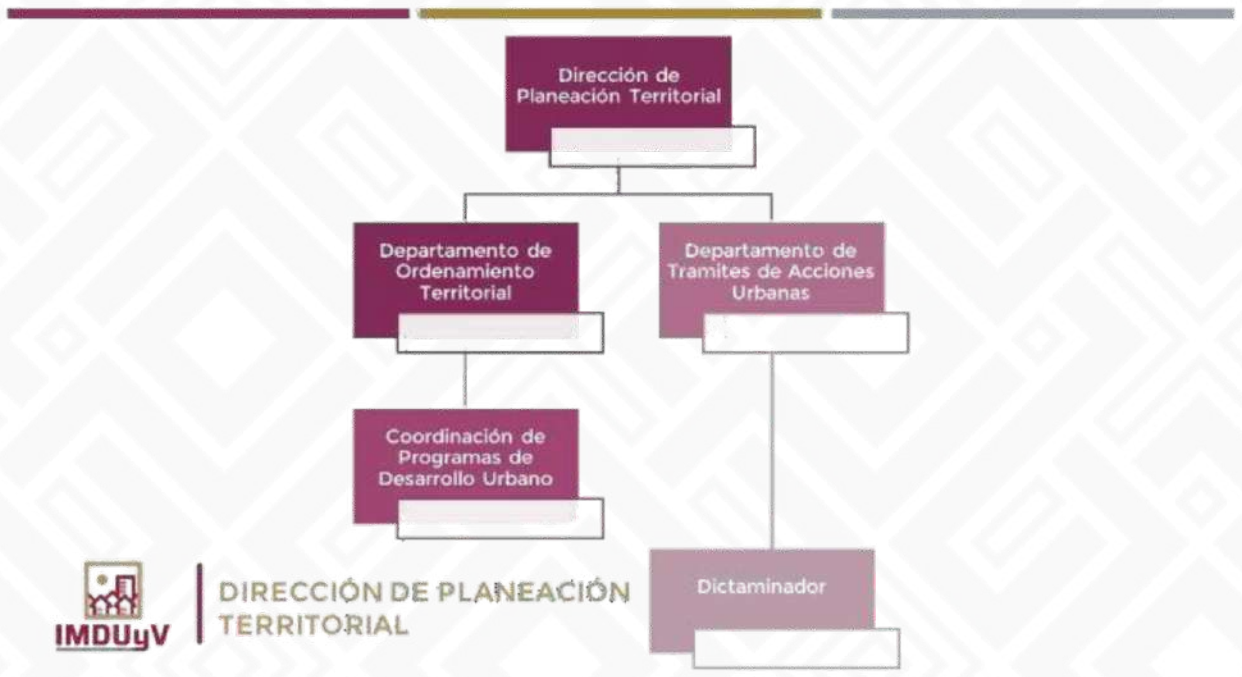 Dirección de
Planeación Territorial
Departamento de
Ordenamiento
Territorial
Departamento de
Tramites de Acciones
Urbanas
Coordinación de
Programas de
Desarrollo Urbano
Dictaminador
IMDUyV
DIRECCIÓN DE PLANEACIÓN
TERRITORIAL